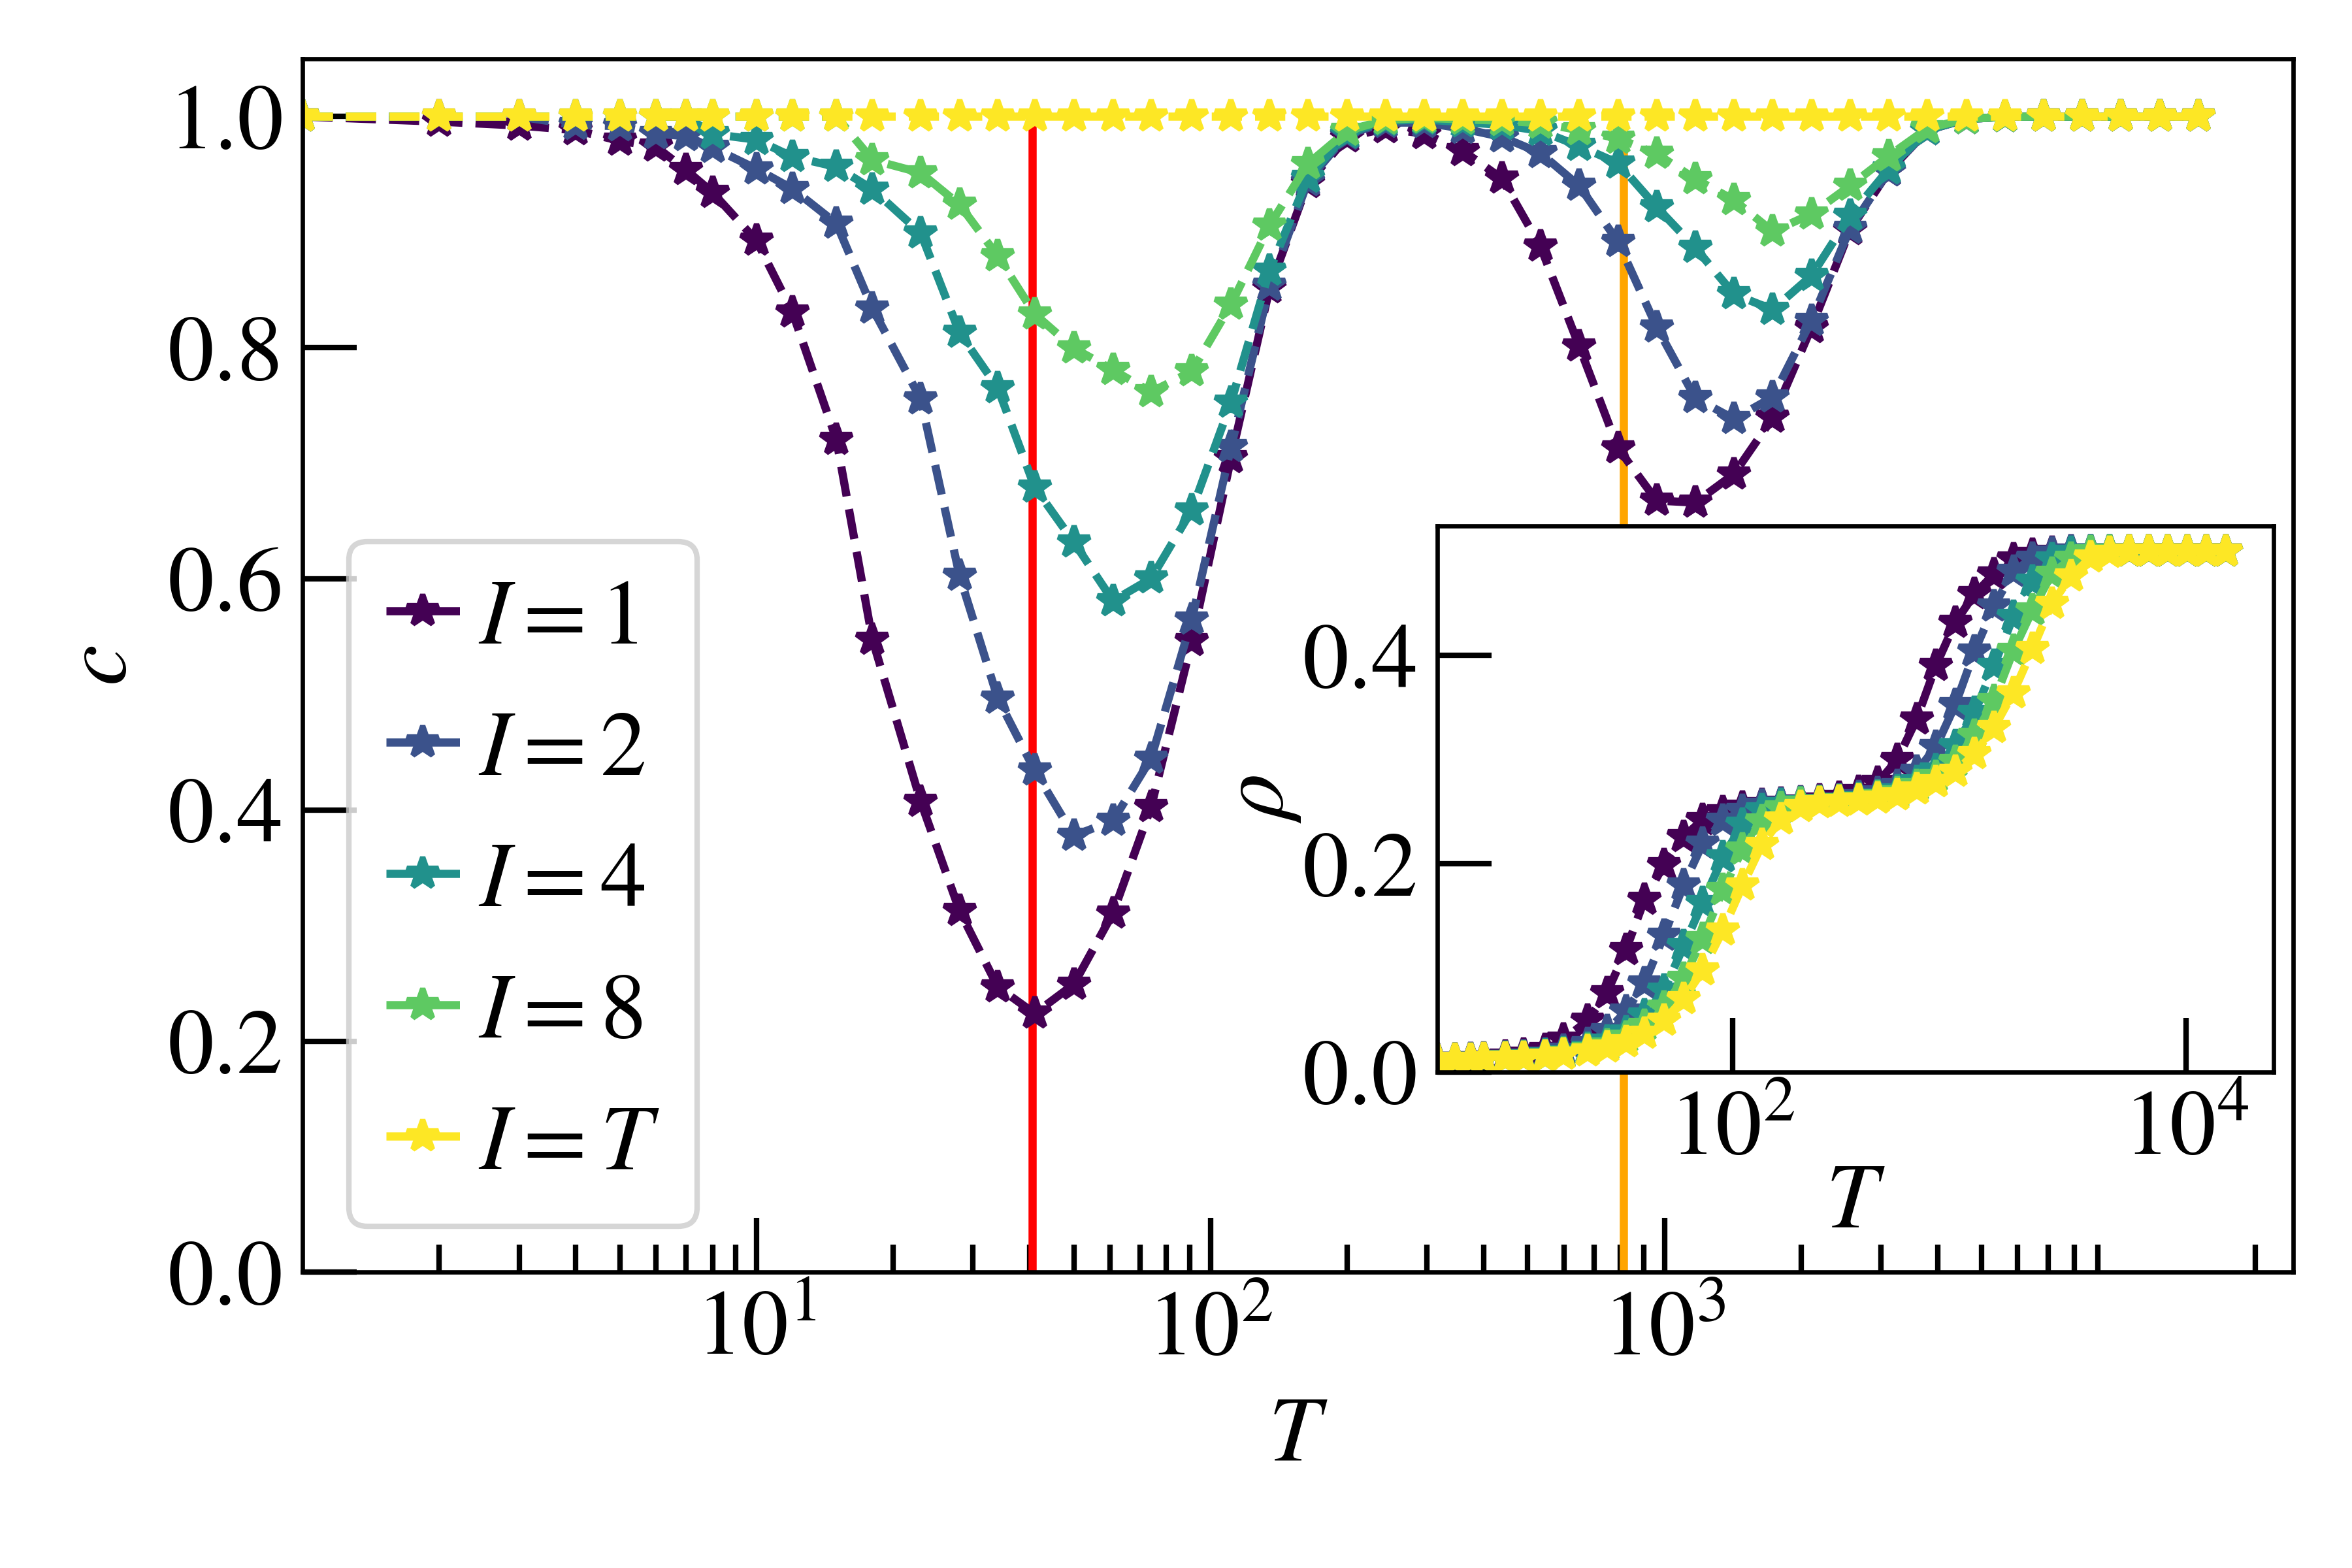 1.0
0.8
0.6
0.4
0.2
0.0
c
I = 1
I = 2
I = 4
I = 8
I = T
10¹
10²
10³
T
0.4
0.2
0.0
ρ
10²
10⁴
T